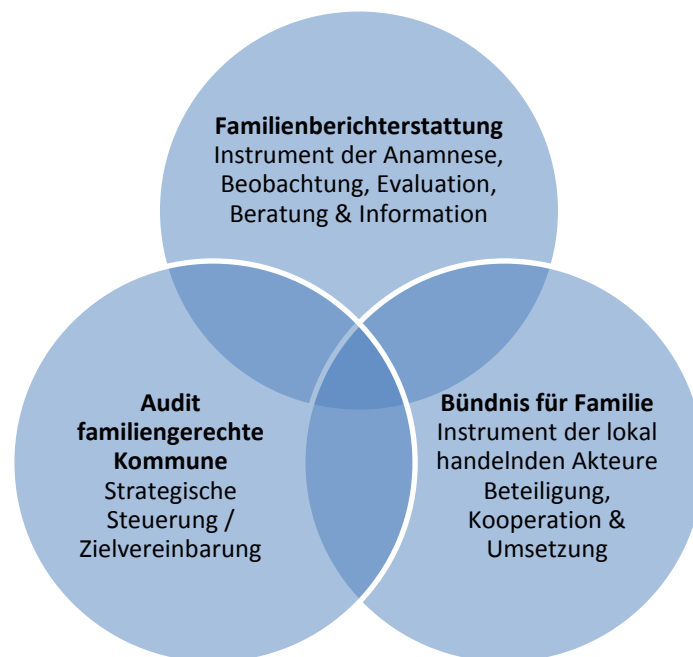 Familienberichterstattung
Instrument der Anamnese,
Beobachtung, Evaluation,
Beratung & Information
Audit
familiengerechte
Kommune
Strategische
Steuerung /
Zielvereinbarung
Bündnis für Familie
Instrument der lokal
handelnden Akteure
Beteiligung,
Kooperation &
Umsetzung